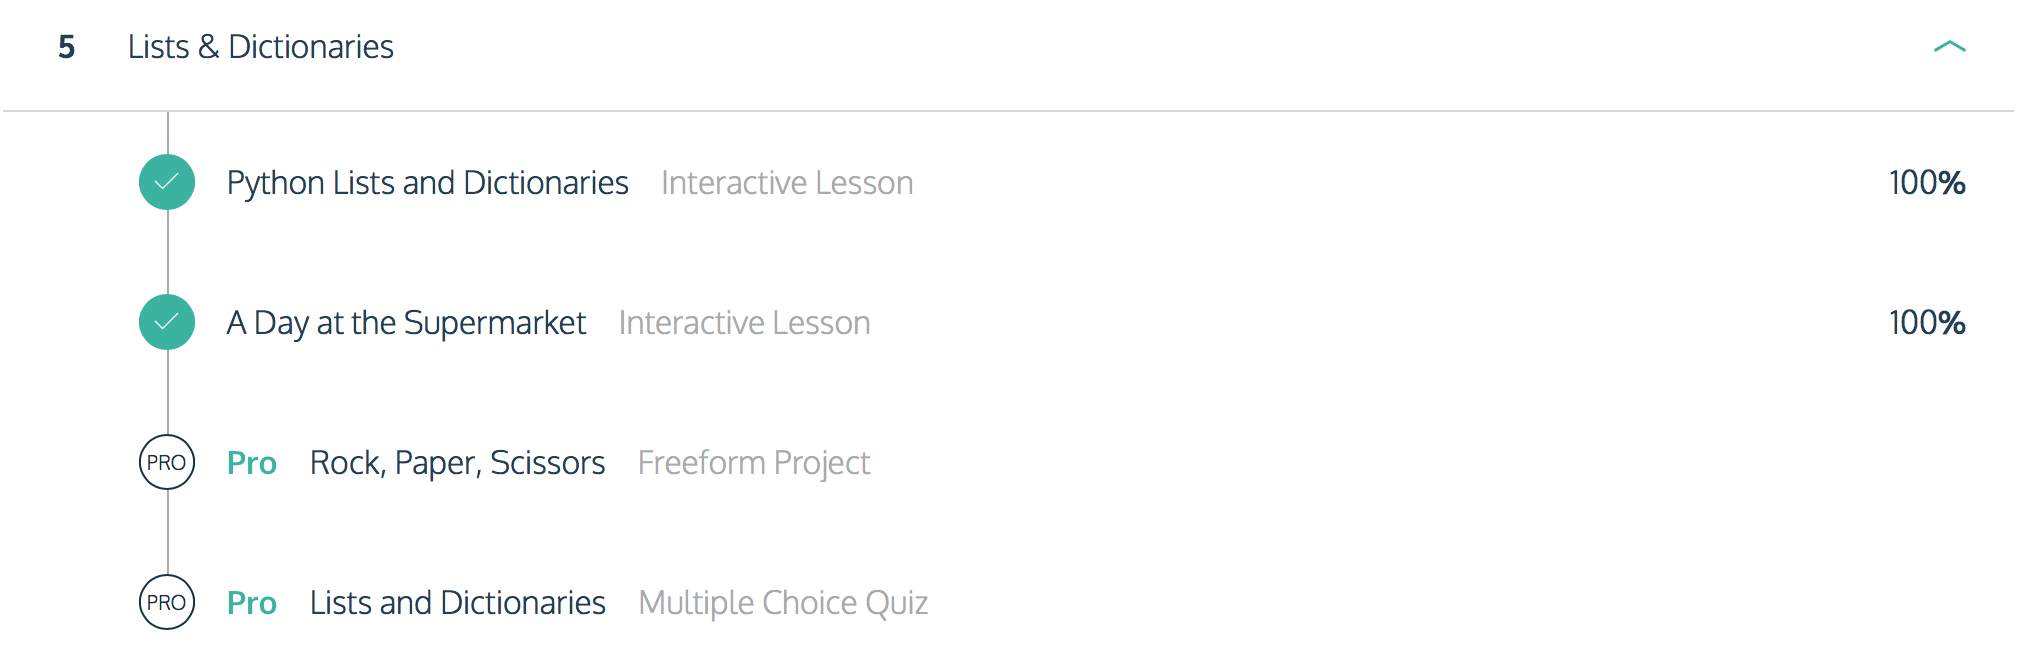 5 Lists & Dictionaries
Python Lists and Dictionaries Interactive Lesson 100%
A Day at the Supermarket Interactive Lesson 100%
PRO Pro Rock, Paper, Scissors Freeform Project
PRO Pro Lists and Dictionaries Multiple Choice Quiz